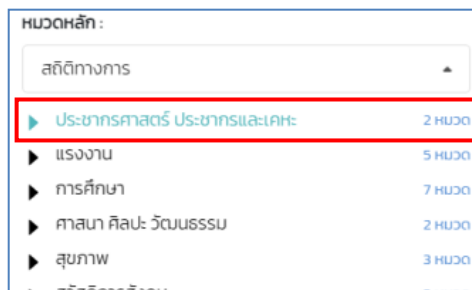 หมวดหลัก :
สถิติทางการ
ประชากรศาสตร์ ประชากรและเคหะ 2 หมวด
แรงงาน 5 หมวด
การศึกษา 7 หมวด
ศาสนา ศิลปะ วัฒนธรรม 2 หมวด
สุขภาพ 3 หมวด